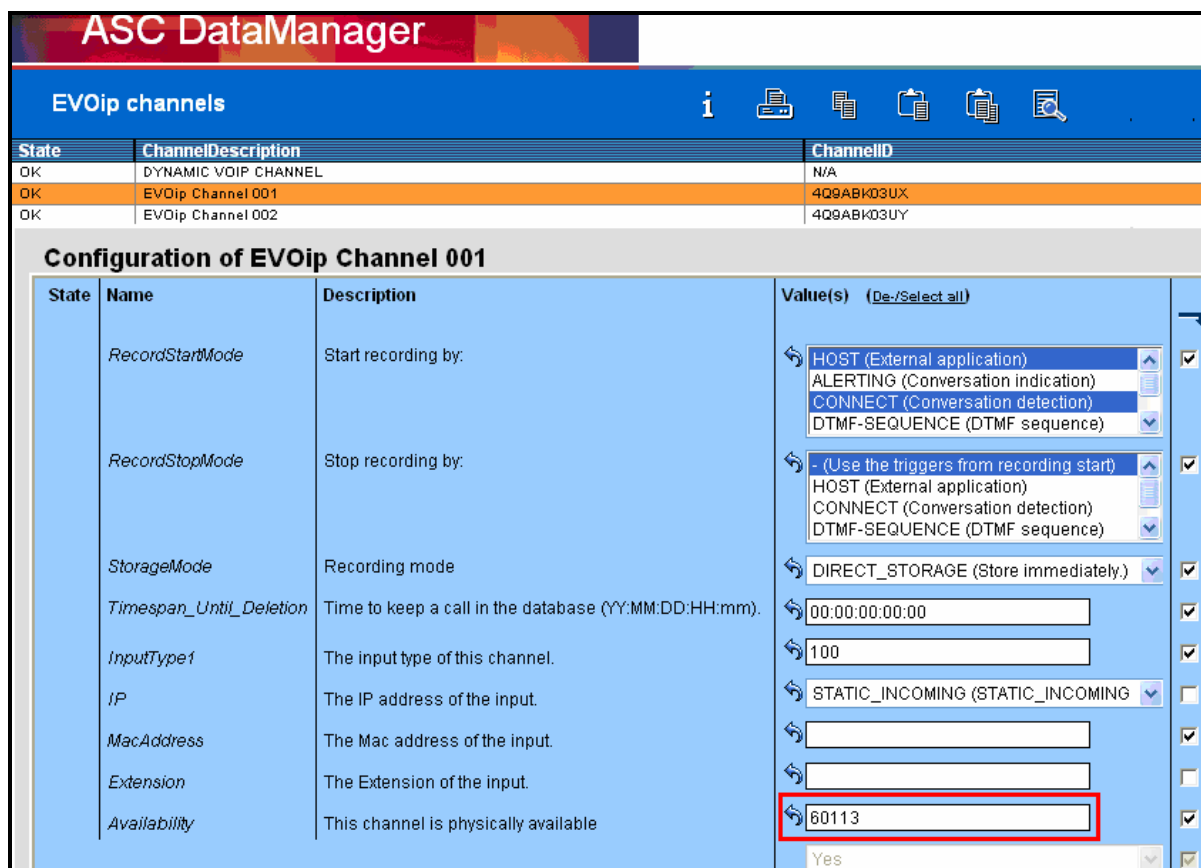 ASC DataManager
EVOip channels
State ChannelDescription ChannelID
OK DYNAMIC VOIP CHANNEL N/A
OK EVOip Channel 001 4Q9ABK03UX
OK EVOip Channel 002 4Q9ABK03UY
Configuration of EVOip Channel 001
State Name Description Value(s) (De-/Select all)
RecordStartMode Start recording by: HOST (External application)
ALERTING (Conversation indication)
CONNECT (Conversation detection)
DTMF-SEQUENCE (DTMF sequence)
RecordStopMode Stop recording by: - (Use the triggers from recording start)
HOST (External application)
CONNECT (Conversation detection)
DTMF-SEQUENCE (DTMF sequence)
StorageMode Recording mode DIRECT_STORAGE (Store immediately.)
Timespan_Until_Deletion Time to keep a call in the database (YY:MM:DD:HH:mm). 00:00:00:00:00
InputType1 The input type of this channel. 100
IP The IP address of the input. STATIC_INCOMING (STATIC_INCOMING
MacAddress The Mac address of the input.
Extension The Extension of the input.
Availability This channel is physically available 60113
Yes